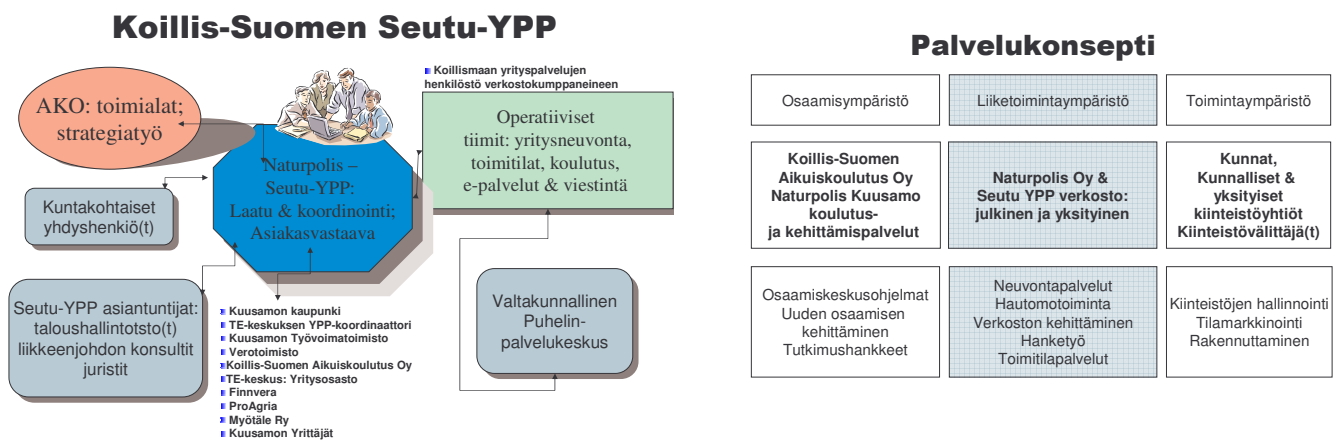 Koillis-Suomen Seutu-YPP
Koillismaan yrityspalvelujen
henkilöstö verkostokumppaneineen
AKO: toimialat;
strategiatyö
Operatiiviset
tiimit: yritysneuvonta,
toimitilat, koulutus,
e-palvelut & viestintä
Naturpolis –
Seutu-YPP:
Laatu & koordinointi;
Asiakasvastaava
Kuntakohtaiset
yhdyshenkiö(t)
Seutu-YPP asiantuntijat:
taloushallintotsto(t)
liikkeenjohdon konsultit
juristit
Kuusamon kaupunki
TE-keskuksen YPP-koordinaattori
Kuusamon Työvoimatoimisto
Verotoimisto
Koillis-Suomen Aikuiskoulutus Oy
TE-keskus: Yritysosasto
Finnvera
ProAgria
Myötäle Ry
Kuusamon Yrittäjät
Valtakunnallinen
Puhelin-
palvelukeskus
Palvelukonsepti
Osaamisympäristö
Liiketoimintaympäristö
Toimintaympäristö
Koillis-Suomen
Aikuiskoulutus Oy
Naturpolis Kuusamo
koulutus-
ja kehittämispalvelut
Naturpolis Oy &
Seutu YPP verkosto:
julkinen ja yksityinen
Kunnat,
Kunnalliset &
yksityiset
kiinteistöyhtiöt
Kiinteistövälittäjä(t)
Osaamiskeskusohjelmat
Uuden osaamisen
kehittäminen
Tutkimushankkeet
Neuvontapalvelut
Hautomotoiminta
Verkoston kehittäminen
Hanketyö
Toimitilapalvelut
Kiinteistöjen hallinnointi
Tilamarkkinointi
Rakennuttaminen